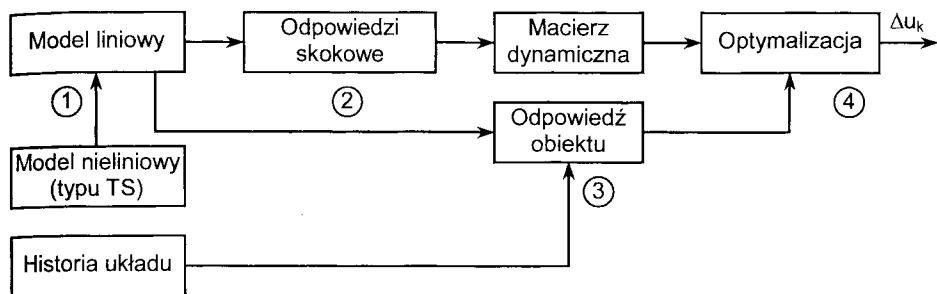 Model liniowy
Odpowiedzi
skokowe
Macierz
dynamiczna
Optymalizacja
Δuk
1
2
4
Odpowiedź
obiektu
Model nieliniowy
(typu TS)
3
Historia układu